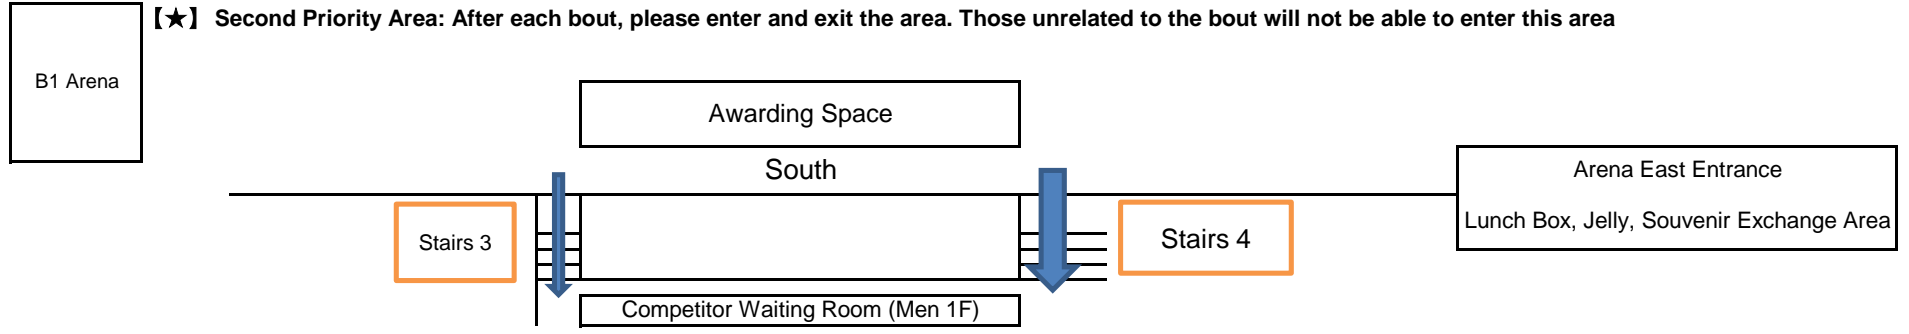 【★】 Second Priority Area: After each bout, please enter and exit the area. Those unrelated to the bout will not be able to enter this area
B1 Arena
Awarding Space
South
Arena East Entrance
Lunch Box, Jelly, Souvenir Exchange Area
Stairs 3
Stairs 4
Competitor Waiting Room (Men 1F)